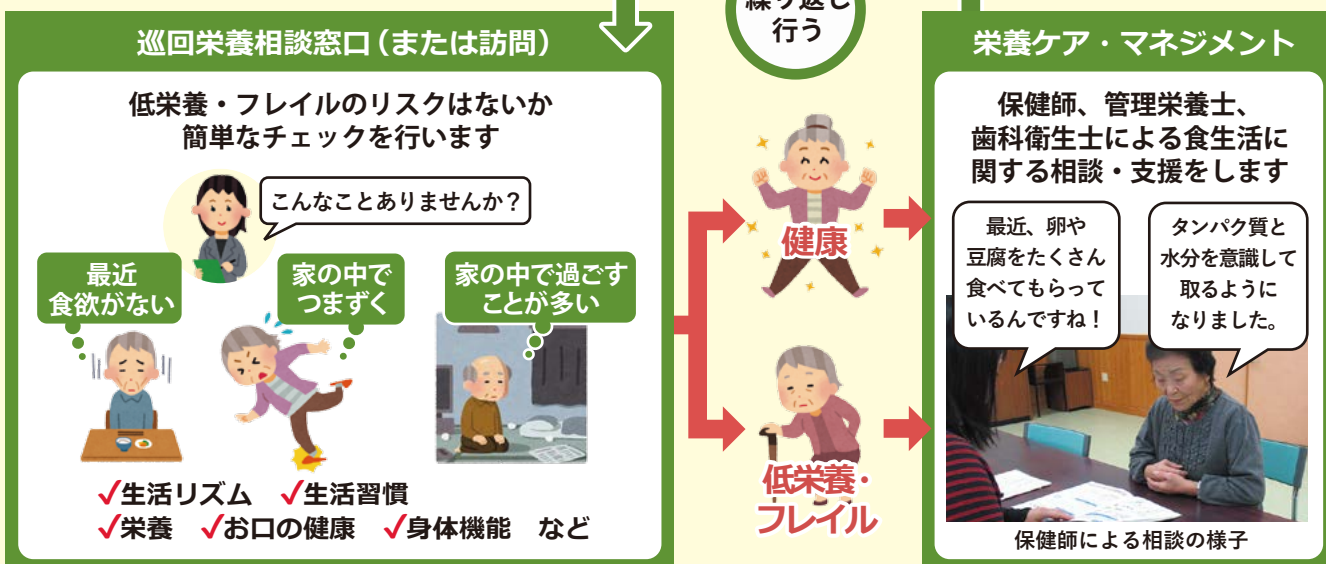 巡回栄養相談窓口(または訪問)
低栄養・フレイルのリスクはないか
簡単なチェックを行います
こんなことありませんか?
最近
食欲がない
家の中で
つまずく
家の中で過ごす
ことが多い
✓生活リズム ✓生活習慣
✓栄養 ✓お口の健康 ✓身体機能 など
繰り返し
行う
健康
低栄養・
フレイル
栄養ケア・マネジメント
保健師、管理栄養士、
歯科衛生士による食生活に
関する相談・支援をします
最近、卵や
豆腐をたくさん
食べてもらって
いるんですね!
タンパク質と
水分を意識して
取るように
なりました。
保健師による相談の様子